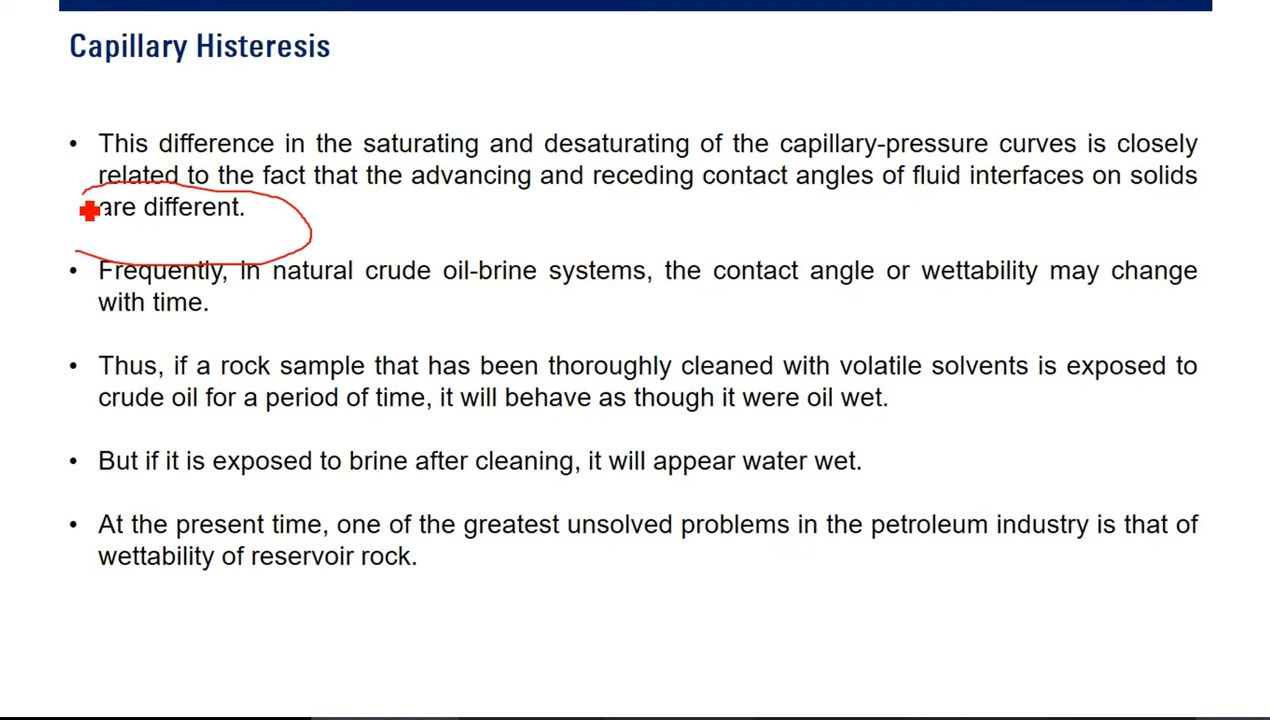 Capillary Histeresis
• This difference in the saturating and desaturating of the capillary-pressure curves is closely
related to the fact that the advancing and receding contact angles of fluid interfaces on solids
are different.
• Frequently, in natural crude oil-brine systems, the contact angle or wettability may change
with time.
• Thus, if a rock sample that has been thoroughly cleaned with volatile solvents is exposed to
crude oil for a period of time, it will behave as though it were oil wet.
• But if it is exposed to brine after cleaning, it will appear water wet.
• At the present time, one of the greatest unsolved problems in the petroleum industry is that of
wettability of reservoir rock.